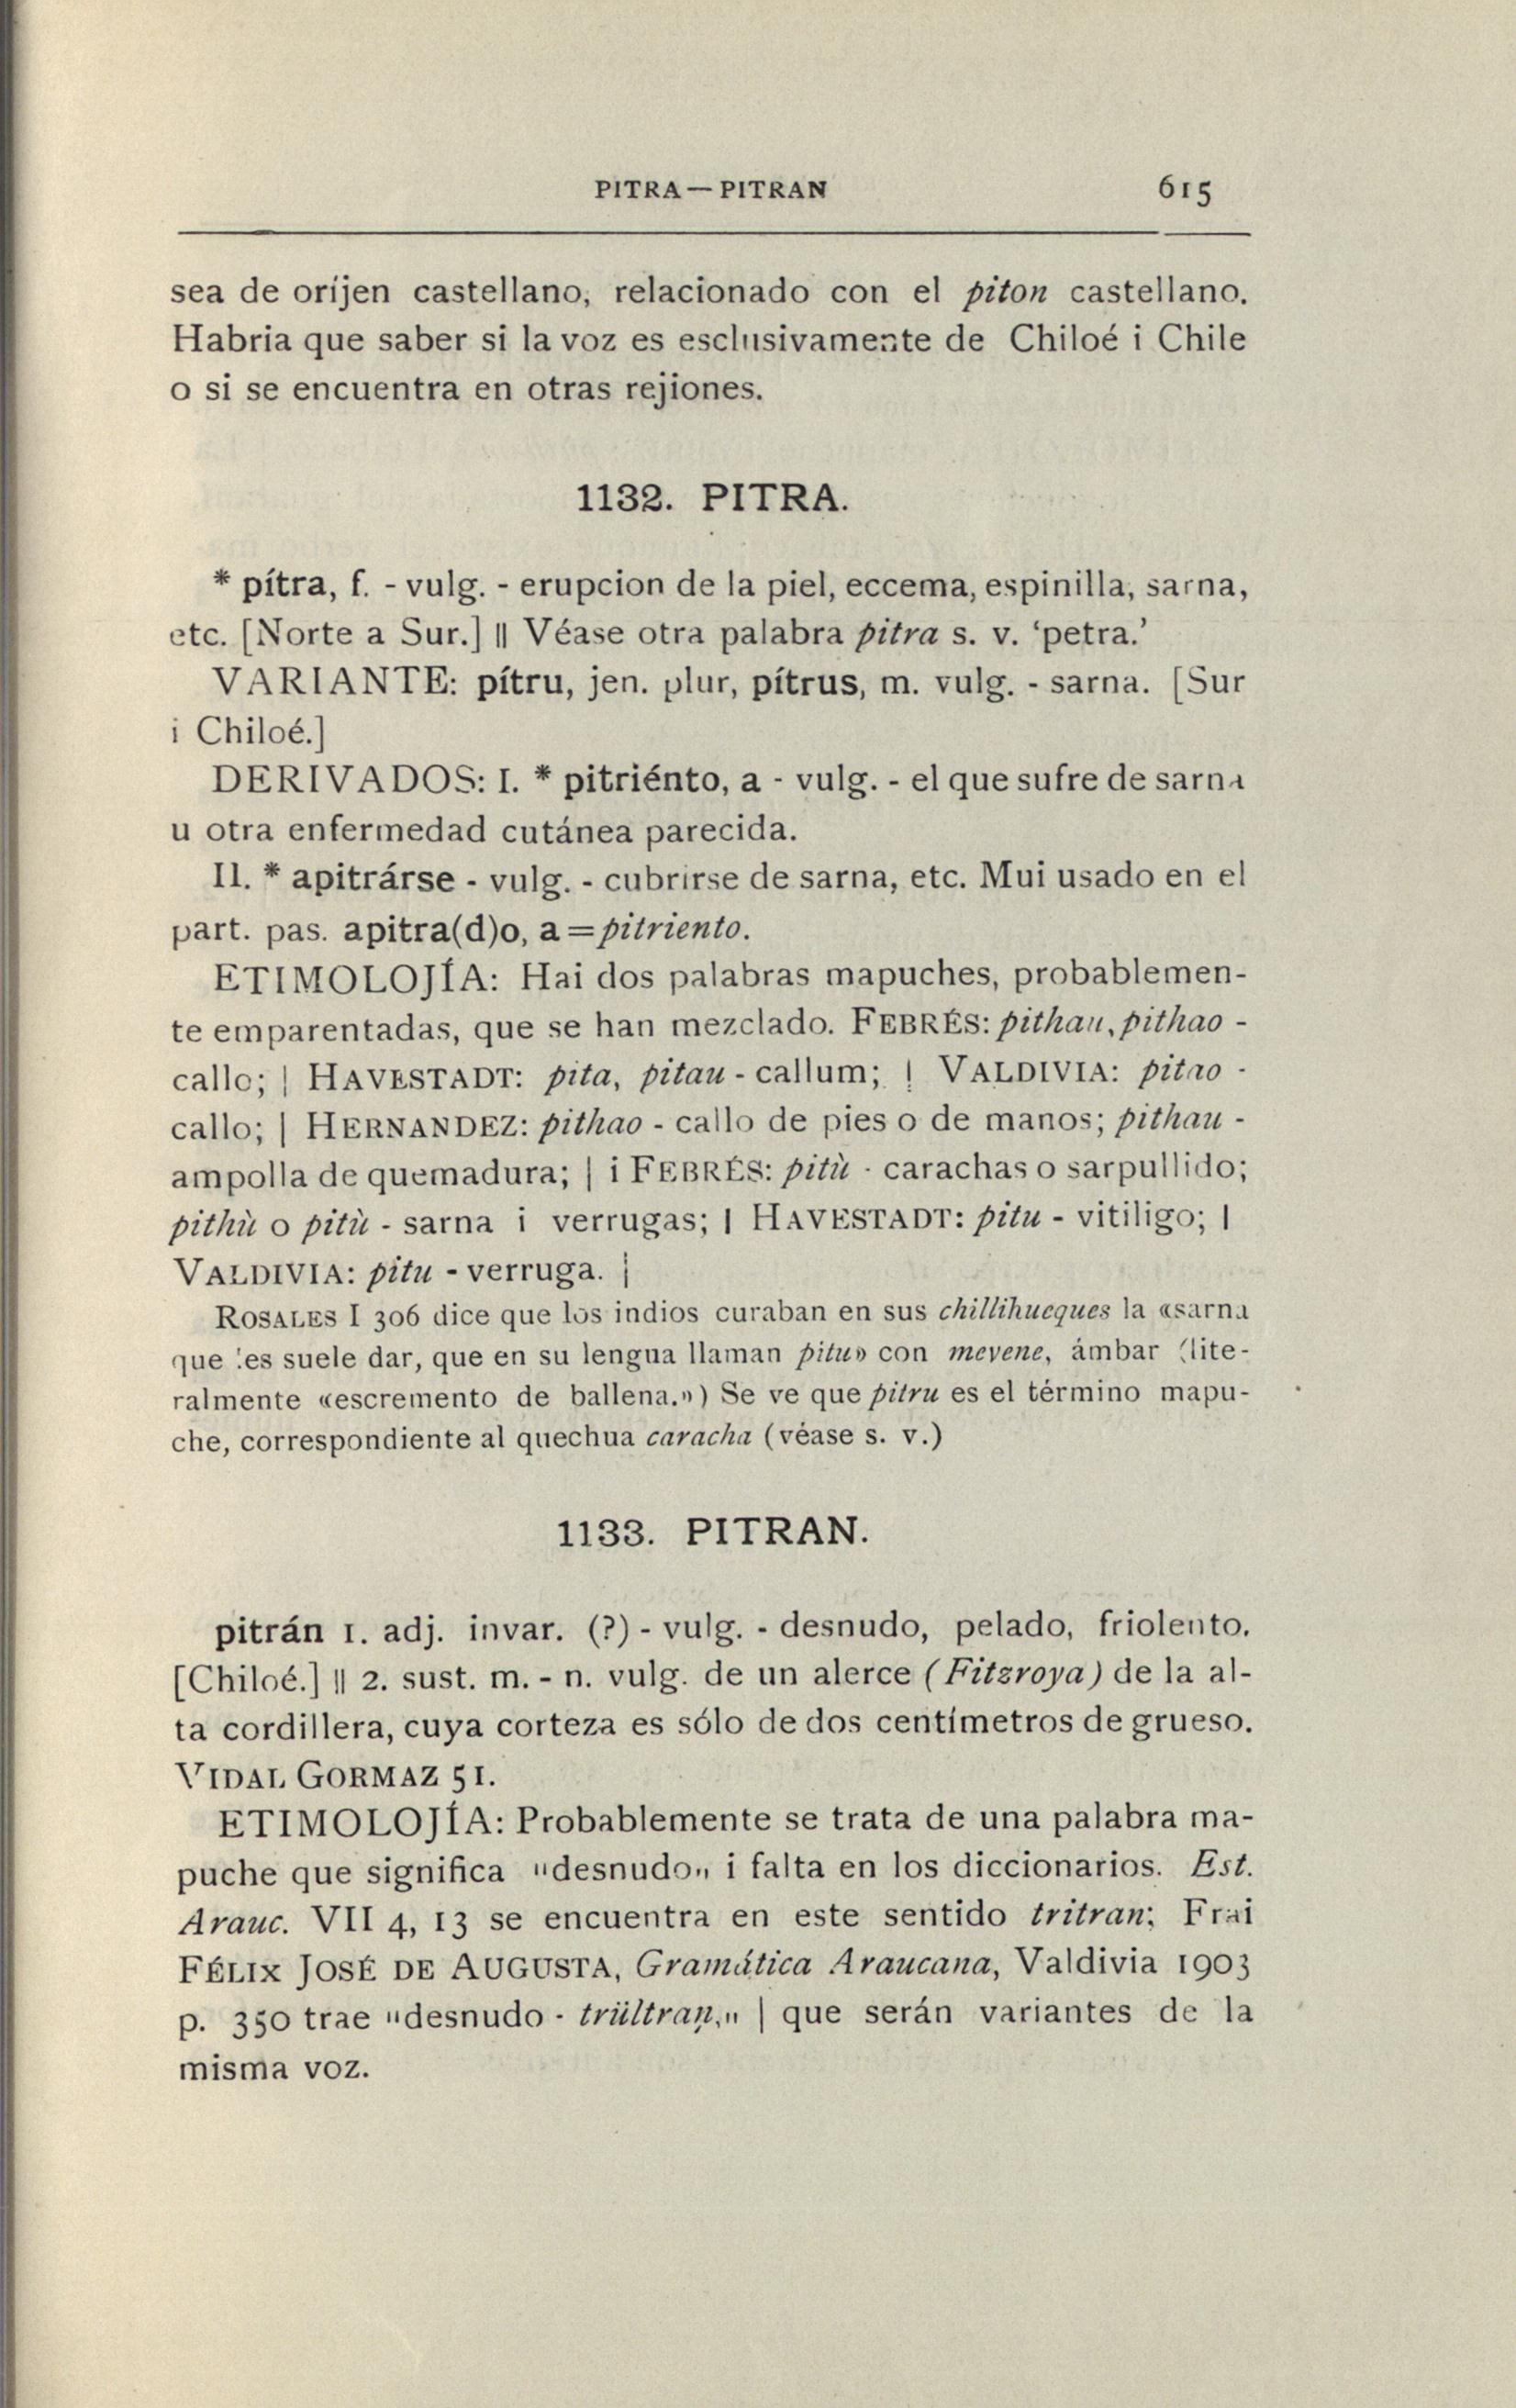 PITRA — PITRAN 615
sea de oríjen castellano, relacionado con el piton castellano.
Habria que saber si la voz es esclusivamente de Chiloé i Chile
o si se encuentra en otras rejiones.
1132. PITRA.
* pítra, f. - vulg. - erupcion de la piel, eccema, espinilla, sarna,
etc. [Norte a Sur.] || Véase otra palabra pitra s. v. ‘petra.’
VARIANTE: pítru, jen. plur, pítrus, m. vulg. - sarna. [Sur
i Chiloé.]
DERIVADOS: I. * pitriénto, a - vulg. - el que sufre de sarna
u otra enfermedad cutánea parecida.
II. * apitrárse - vulg. - cubrirse de sarna, etc. Mui usado en el
part. pas. apitra(d)o, a = pitriento.
ETIMOLOJÍA: Hai dos palabras mapuches, probablemen-
te emparentadas, que se han mezclado. FEBRÉS: pithau, pithao -
callo; | HAVESTADT: pita, pitau - callum; | VALDIVIA: pitao -
callo; | HERNANDEZ: pithao - callo de pies o de manos; pithau -
ampolla de quemadura; | i FEBRÉS: pitù - carachas o sarpullido;
pithù o pitù - sarna i verrugas; | HAVESTADT: pitu - vitiligo; |
VALDIVIA: pitu - verruga. |
ROSALES I 306 dice que los indios curaban en sus chillihueques la «sarna
que les suele dar, que en su lengua llaman pitu» con mevene, ámbar (lite-
ralmente «escremento de ballena.») Se ve que pitru es el término mapu-
che, correspondiente al quechua caracha (véase s. v.)
1133. PITRAN.
pitrán 1. adj. invar. (?) - vulg. - desnudo, pelado, friolento.
[Chiloé.] || 2. sust. m. - n. vulg. de un alerce (Fitzroya) de la al-
ta cordillera, cuya corteza es sólo de dos centímetros de grueso.
VIDAL GORMAZ 51.
ETIMOLOJÍA: Probablemente se trata de una palabra ma-
puche que significa "desnudo" i falta en los diccionarios. Est.
Arauc. VII 4, 13 se encuentra en este sentido tritran; Frai
FÉLIX JOSÉ DE AUGUSTA, Gramática Araucana, Valdivia 1903
p. 350 trae "desnudo - trültraṇ," | que serán variantes de la
misma voz.